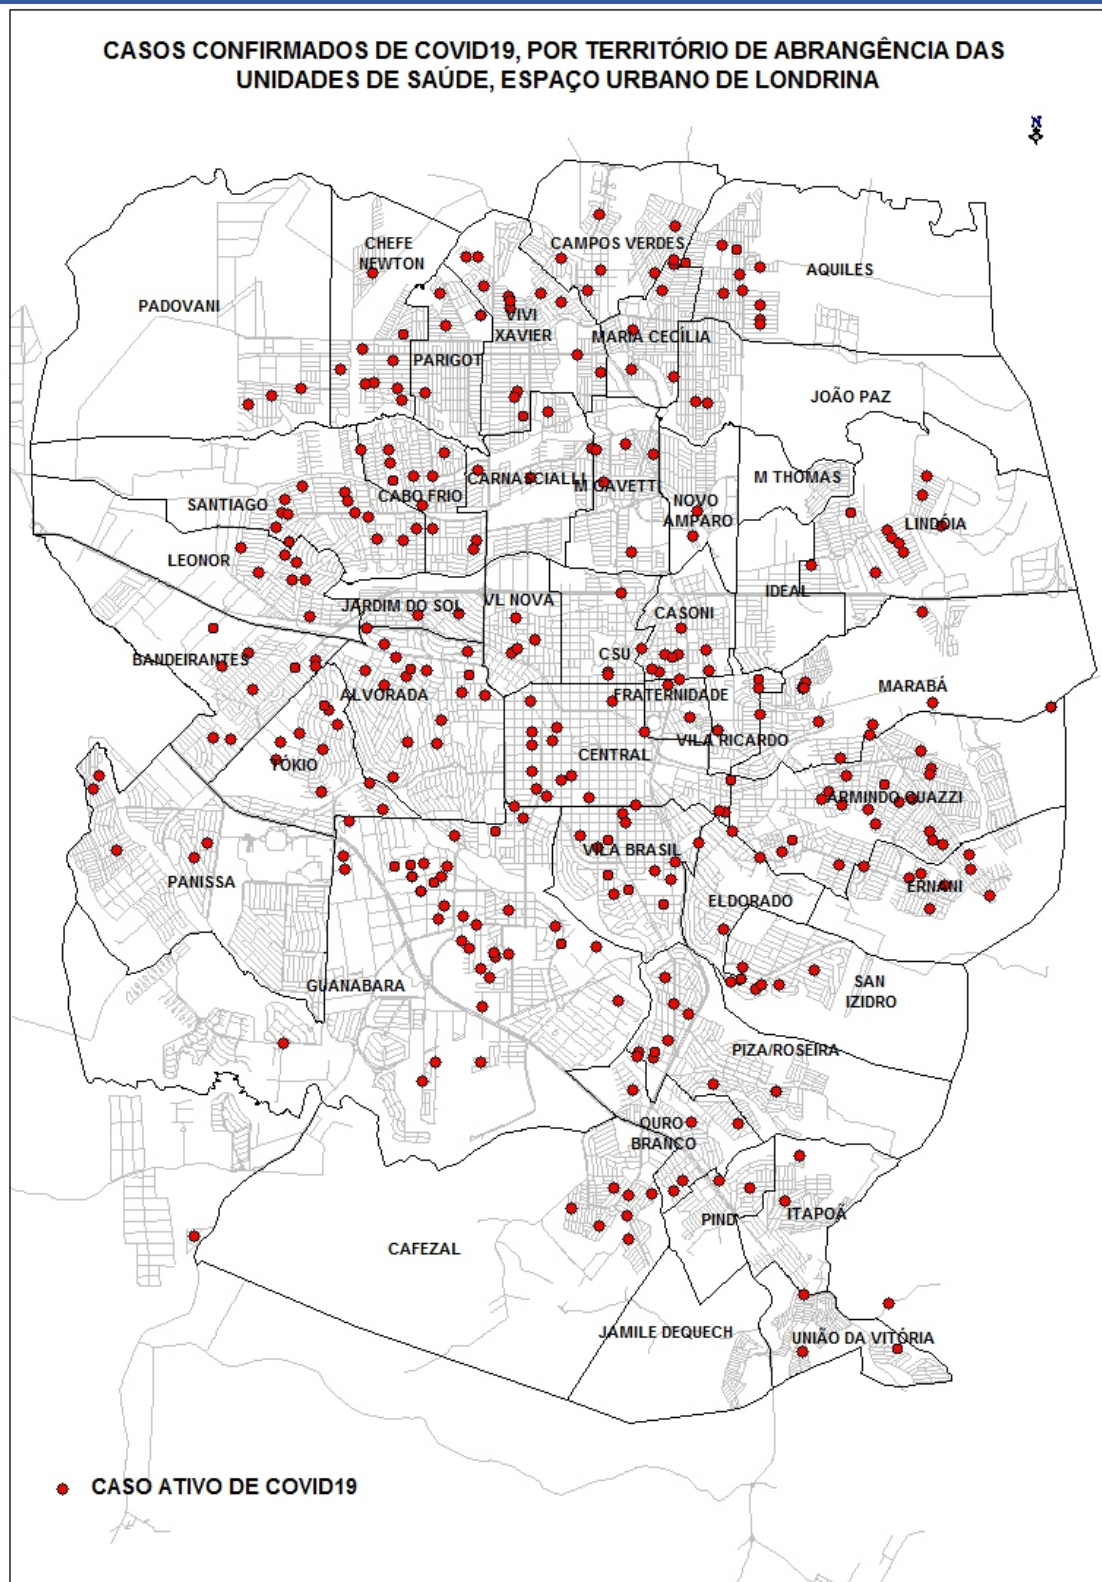 CASOS CONFIRMADOS DE COVID19, POR TERRITÓRIO DE ABRANGÊNCIA DAS
UNIDADES DE SAÚDE, ESPAÇO URBANO DE LONDRINA
N
CHEFE
NEWTON
CAMPOS VERDES
AQUILES
PADOVANI
VIVI
XAVIER
MARIA CECÍLIA
PARIGOT
JOÃO PAZ
SANTIAGO
CABO FRIO
CARNASCIALLI
M GAVETTI
M THOMAS
NOVO
AMPARO
LINDÓIA
LEONOR
JARDIM DO SOL
VL NOVA
CASONI
IDEAL
BANDEIRANTES
CSU
ALVORADA
FRATERNIDADE
MARABÁ
TÓKIO
CENTRAL
VILA RICARDO
ARMINDO GUAZZI
PANISSA
VILA BRASIL
ELDORADO
ERNANI
GUANABARA
SAN
IZIDRO
PIZA/ROSEIRA
OURO
BRANCO
CAFEZAL
PIND
ITAPOÃ
JAMILE DEQUECH
UNIÃO DA VITÓRIA
CASO ATIVO DE COVID19